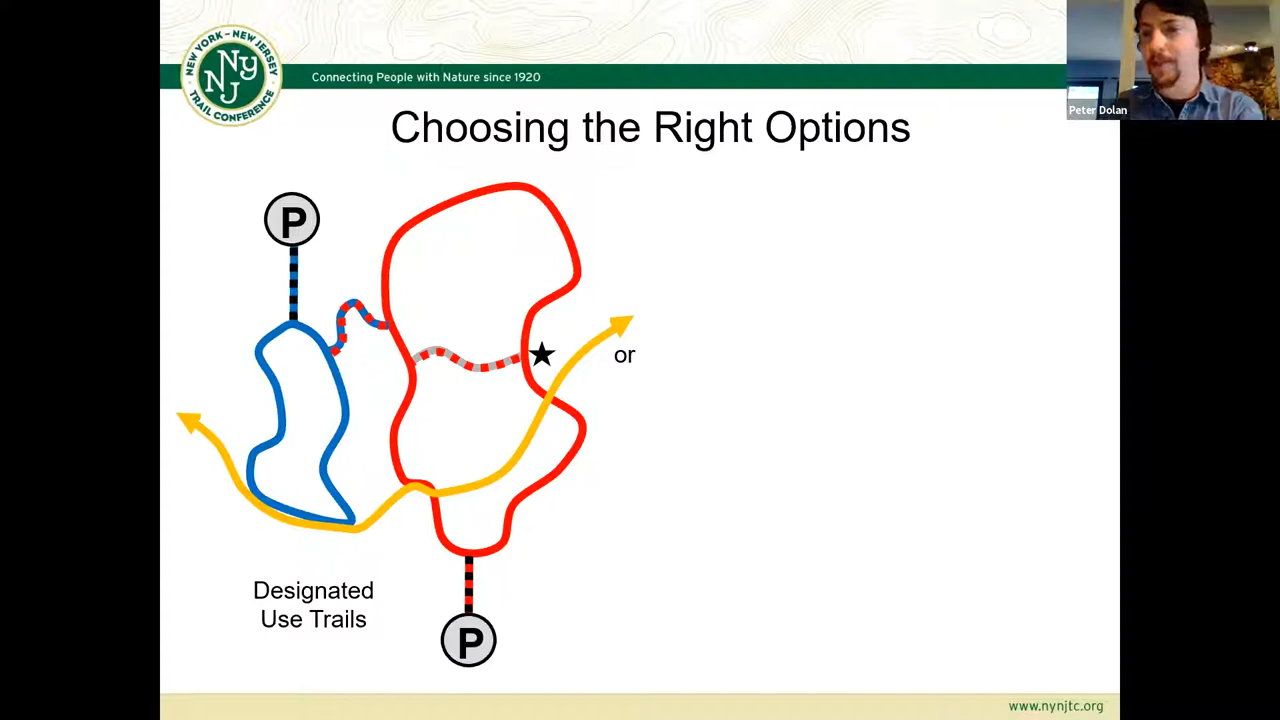 NEW YORK – NEW JERSEY
NY
NJ
TRAIL CONFERENCE
Connecting People with Nature since 1920
Peter Dolan
Choosing the Right Options
P
or
Designated
Use Trails
P
www.nynjtc.org